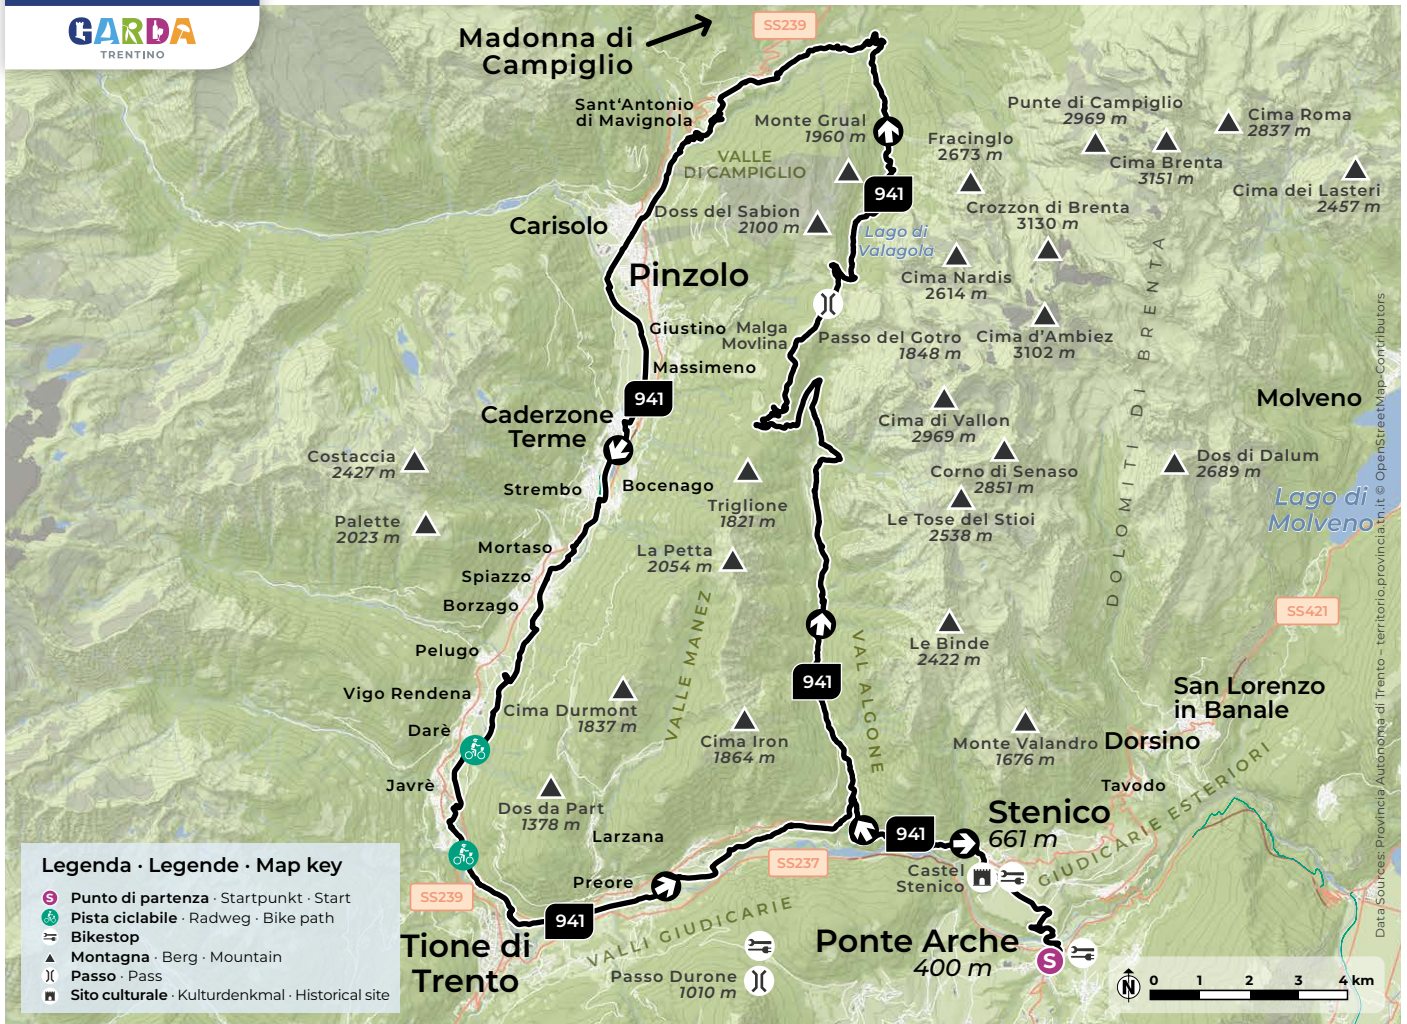 GARDA
TRENTINO
Madonna di
Campiglio
SS239
Sant'Antonio
di Mavignola
Monte Grual
1960 m
VALLE
DI CAMPIGLIO
Fracinglo
2673 m
Punte di Campiglio
2969 m
Cima Roma
2837 m
Cima Brenta
3151 m
Cima dei Lasteri
2457 m
941
Doss del Sabion
2100 m
Crozzon di Brenta
3130 m
Carisolo
Lago di
Valagola
Pinzolo
Cima Nardis
2614 m
Giustino
Malga
Movlina
Passo del Gotro
1848 m
Cima d'Ambiez
3102 m
DOLOMITI DI BRENTA
Massimeno
941
Molveno
Caderzone
Terme
Cima di Vallon
2969 m
Costaccia
2427 m
Corno di Senaso
2851 m
Dos di Dalum
2689 m
Strembo
Bocenago
Triglione
1821 m
Lago di
Molveno
Palette
2023 m
Le Tose del Stioi
2538 m
Mortaso
La Petta
2054 m
Spiazzo
Borzago
SS421
Pelugo
VALLE MANEZ
VAL ALGONE
Le Binde
2422 m
Vigo Rendena
941
San Lorenzo
in Banale
Cima Durmont
1837 m
Darè
Cima Iron
1864 m
Monte Valandro
1676 m
Dorsino
Javrè
Tavodo
Dos da Part
1378 m
Larzana
Stenico
661 m
941
GIUDICARIE ESTERIORI
SS237
Castel
Stenico
Preore
SS239
941
Tione di
Trento
VALLI GIUDICARIE
Ponte Arche
400 m
S
Passo Durone
1010 m
Legenda · Legende · Map key
S Punto di partenza · Startpunkt · Start
Pista ciclabile · Radweg · Bike path
Bikestop
Montagna · Berg · Mountain
Passo · Pass
Sito culturale · Kulturdenkmal · Historical site
N
0 1 2 3 4 km
Data Sources: Provincia Autonoma di Trento – territorio.provincia.tn.it © OpenStreetMap-Contributors